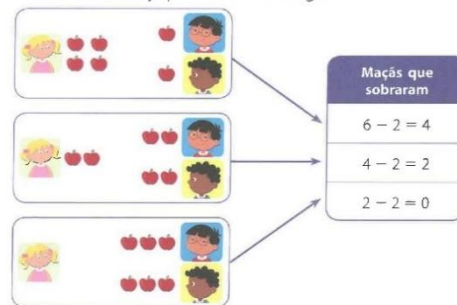 Maçãs que
sobraram
6 − 2 = 4
4 − 2 = 2
2 − 2 = 0